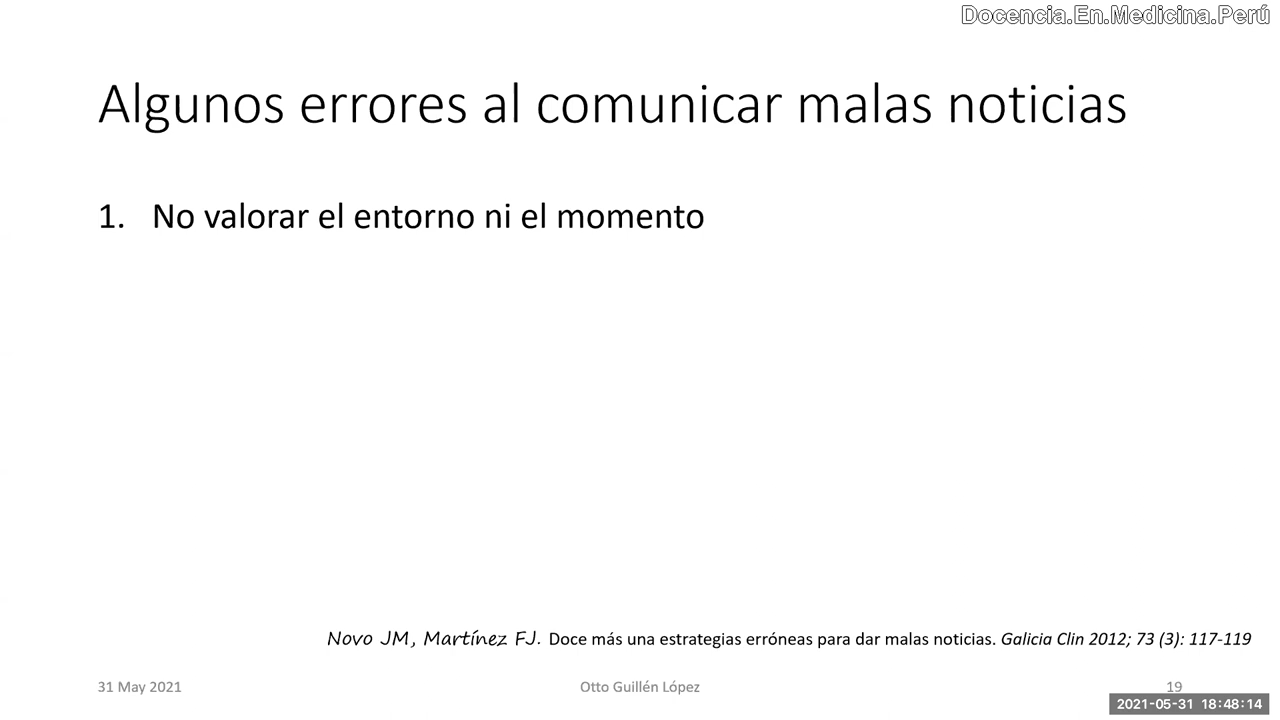 Docencia.En.Medicina.Perú
Algunos errores al comunicar malas noticias
1. No valorar el entorno ni el momento
Novo JM, Martínez FJ. Doce más una estrategias erróneas para dar malas noticias. Galicia Clin 2012; 73 (3): 117-119
31 May 2021 Otto Guillén López 19
2021-05-31 18:48:14